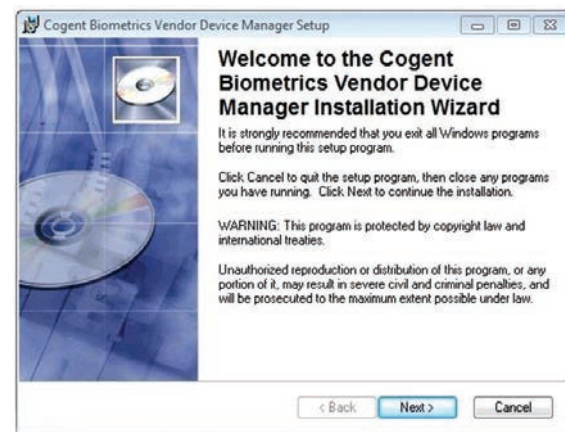 Cogent Biometrics Vendor Device Manager Setup
Welcome to the Cogent
Biometrics Vendor Device
Manager Installation Wizard
It is strongly recommended that you exit all Windows programs
before running this setup program.
Click Cancel to quit the setup program, then close any programs
you have running. Click Next to continue the installation.
WARNING: This program is protected by copyright law and
international treaties.
Unauthorized reproduction or distribution of this program, or any
portion of it, may result in severe civil and criminal penalties, and
will be prosecuted to the maximum extent possible under law.
< Back Next > Cancel